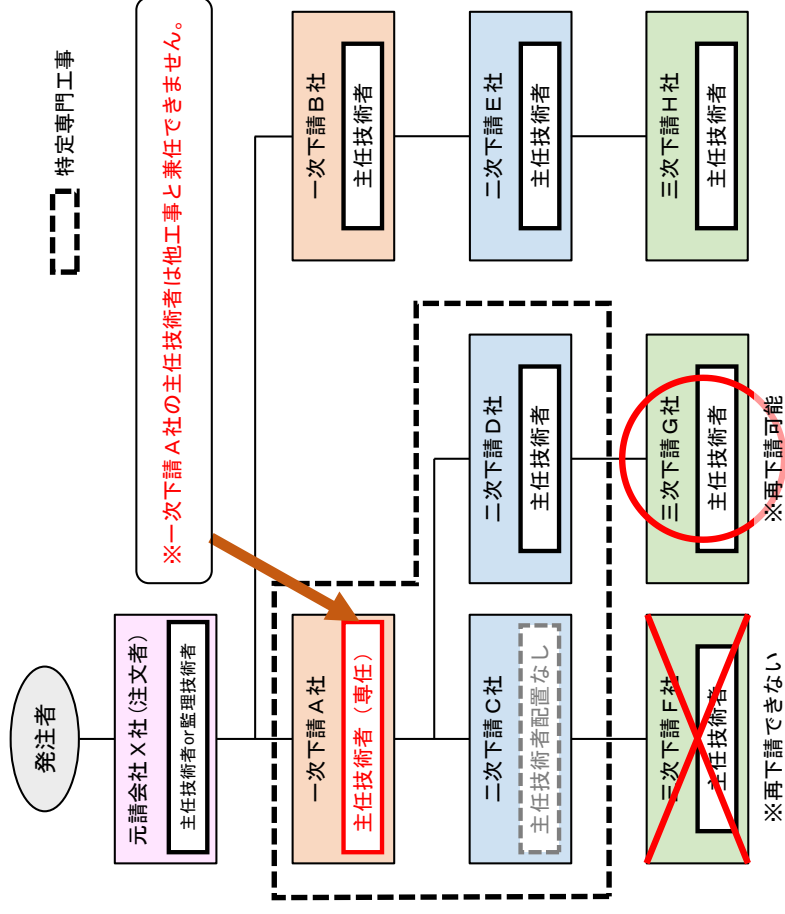 特定専門工事
発注者
※一次下請A社の主任技術者は他工事と兼任できません。
元請会社X社(注文者)
主任技術者or監理技術者
一次下請A社
主任技術者（専任）
一次下請B社
主任技術者
二次下請C社
主任技術者配置なし
二次下請D社
主任技術者
二次下請E社
主任技術者
三次下請F社
主任技術者
※再下請できない
三次下請G社
主任技術者
※再下請可能
三次下請H社
主任技術者